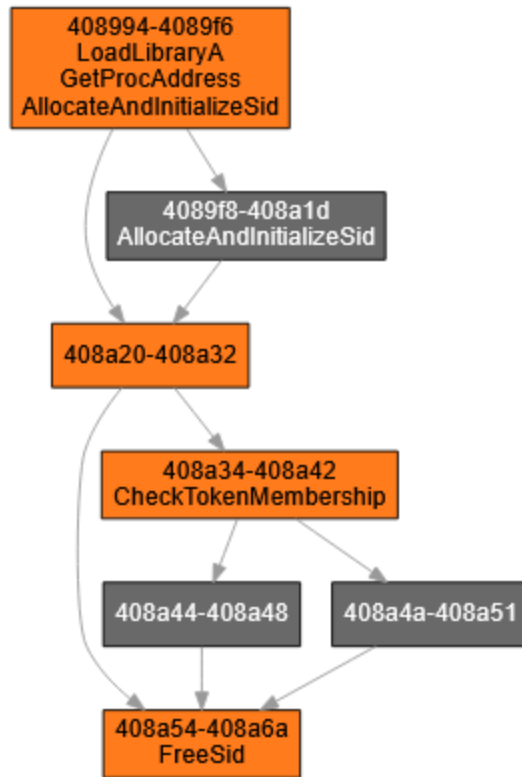 408994-4089f6
LoadLibraryA
GetProcAddress
AllocateAndInitializeSid
4089f8-408a1d
AllocateAndInitializeSid
408a20-408a32
408a34-408a42
CheckTokenMembership
408a44-408a48
408a4a-408a51
408a54-408a6a
FreeSid